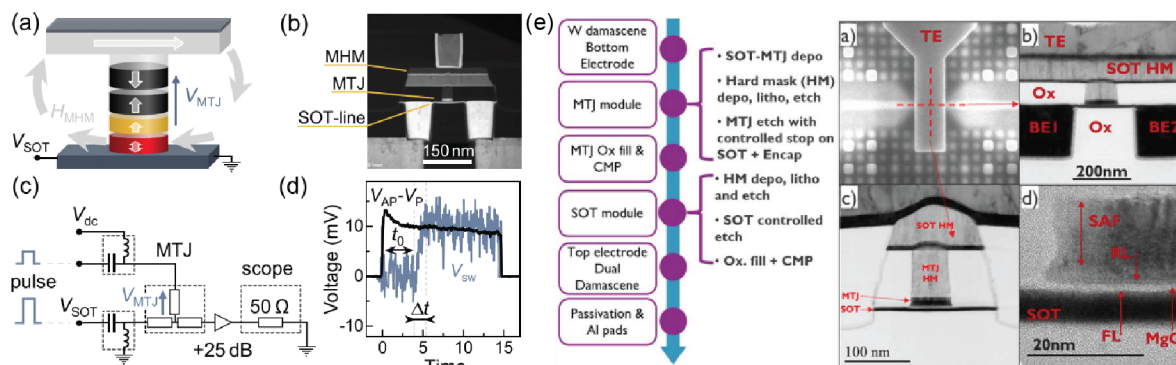 (a)
H_MHM
V_MTJ
V_SOT
(b)
MHM
MTJ
SOT-line
150 nm
(c)
V_dc
pulse
MTJ
V_MTJ
scope
V_SOT
50 Ω
+25 dB
(d)
Voltage (mV)
10
0
-10
V_AP-V_P
t_0
V_sw
Δt
0
5
10
15
Time
(e)
W damascene
Bottom
Electrode
MTJ module
MTJ Ox fill &
CMP
SOT module
Top electrode
Dual
Damascene
Passivation &
Al pads
• SOT-MTJ depo
• Hard mask (HM)
depo, litho, etch
• MTJ etch with
controlled stop on
SOT + Encap
• HM depo, litho
and etch
• SOT controlled
etch
• Ox. fill + CMP
a)
TE
b)
TE
SOT HM
Ox
BE1
Ox
BE2
200nm
c)
SOT HM
MTJ
HM
MTJ
SOT
100 nm
d)
SAF
RL
SOT
FL
MgO
20nm